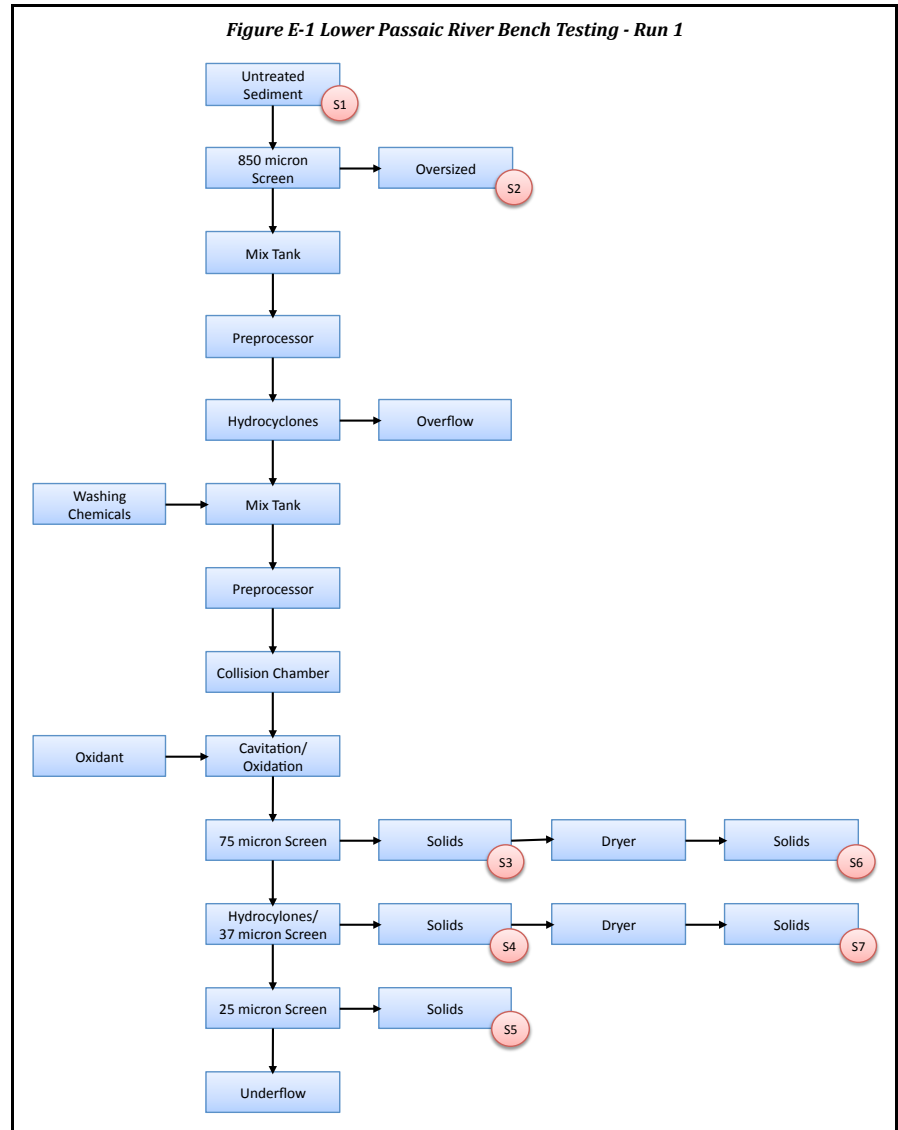 Figure E-1 Lower Passaic River Bench Testing - Run 1
Untreated
Sediment
S1
850 micron
Screen
Oversized
S2
Mix Tank
Preprocessor
Hydrocyclones
Overflow
Washing
Chemicals
Mix Tank
Preprocessor
Collision Chamber
Oxidant
Cavitation/
Oxidation
75 micron Screen
Solids
S3
Dryer
Solids
S6
Hydrocylones/
37 micron Screen
Solids
S4
Dryer
Solids
S7
25 micron Screen
Solids
S5
Underflow